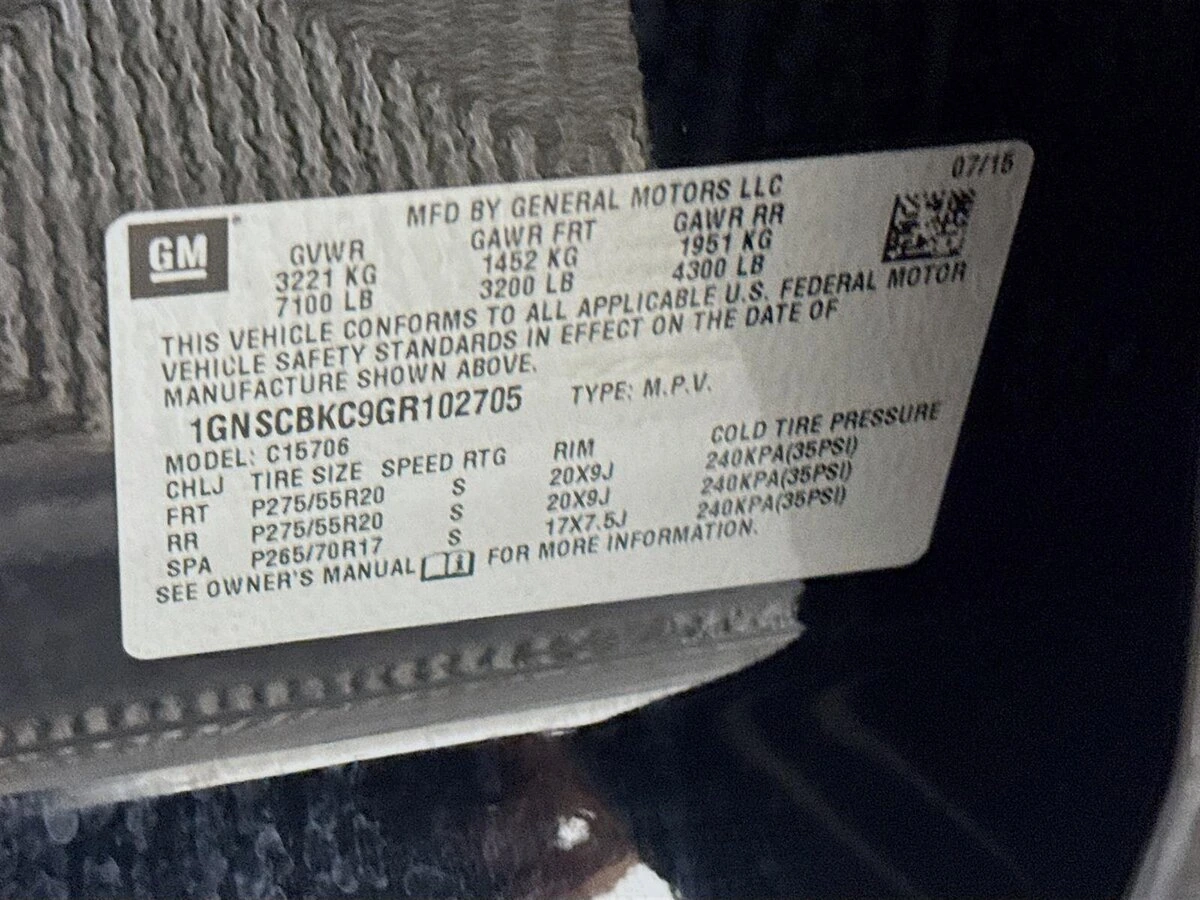 07/15
MFD BY GENERAL MOTORS LLC
GM
GVWR GAWR FRT GAWR RR
3221 KG 1452 KG 1951 KG
7100 LB 3200 LB 4300 LB
THIS VEHICLE CONFORMS TO ALL APPLICABLE U.S. FEDERAL MOTOR
VEHICLE SAFETY STANDARDS IN EFFECT ON THE DATE OF
MANUFACTURE SHOWN ABOVE.
1GNSCBKC9GR102705 TYPE: M.P.V.
MODEL: C15706
CHLJ TIRE SIZE SPEED RTG RIM COLD TIRE PRESSURE
FRT P275/55R20 S 20X9J 240KPA(35PSI)
RR P275/55R20 S 20X9J 240KPA(35PSI)
SPA P265/70R17 S 17X7.5J 240KPA(35PSI)
SEE OWNER'S MANUAL i FOR MORE INFORMATION.